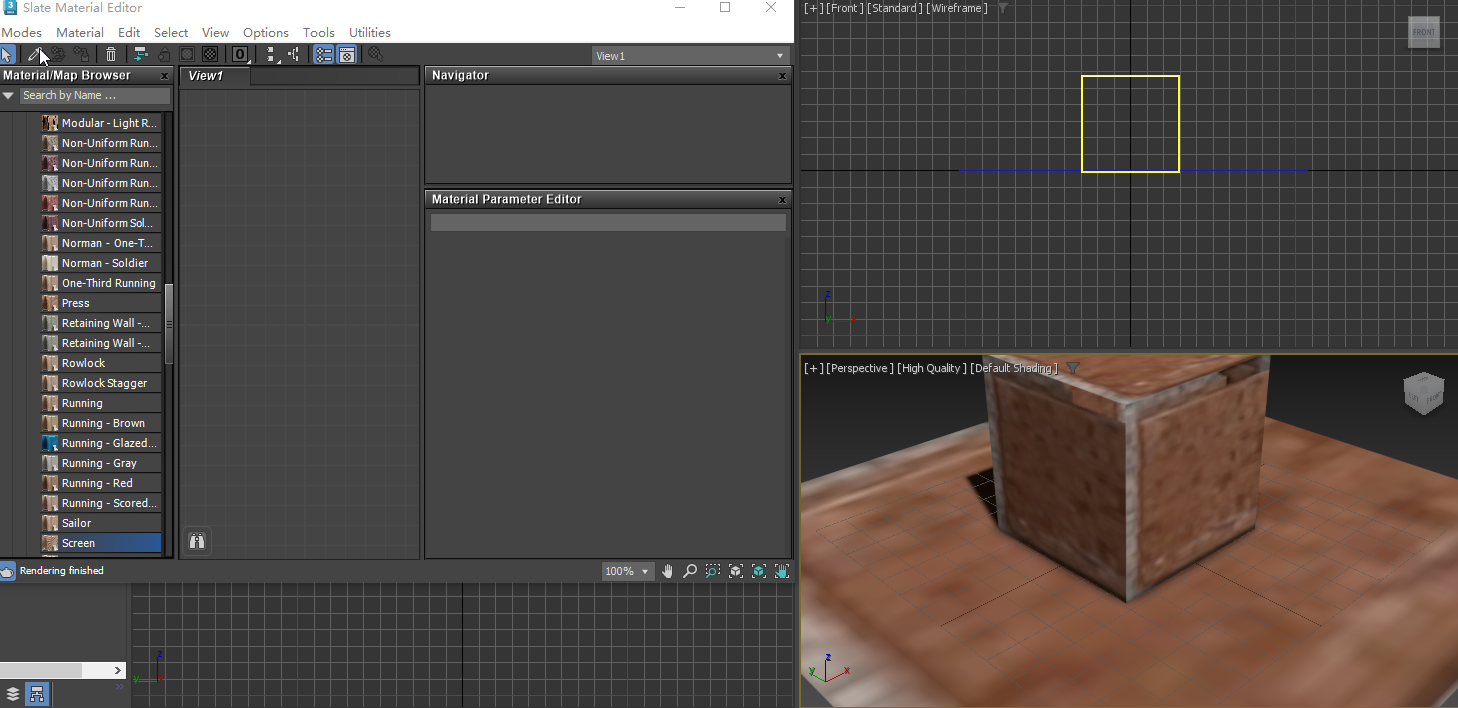 3
Slate Material Editor
Modes Material Edit Select View Options Tools Utilities
0
View1
Material/Map Browser x
Search by Name ...
Modular - Light R...
Non-Uniform Run...
Non-Uniform Run...
Non-Uniform Run...
Non-Uniform Run...
Non-Uniform Sol...
Norman - One-T...
Norman - Soldier
One-Third Running
Press
Retaining Wall -...
Retaining Wall -...
Rowlock
Rowlock Stagger
Running
Running - Brown
Running - Glazed...
Running - Gray
Running - Red
Running - Scored...
Sailor
Screen
View1
Navigator x
Material Parameter Editor x
Rendering finished
100%
z
y x
[+] [Front] [Standard] [Wireframe]
FRONT
z
y x
[+] [Perspective] [High Quality] [Default Shading]
LEFT FRONT
z
y x